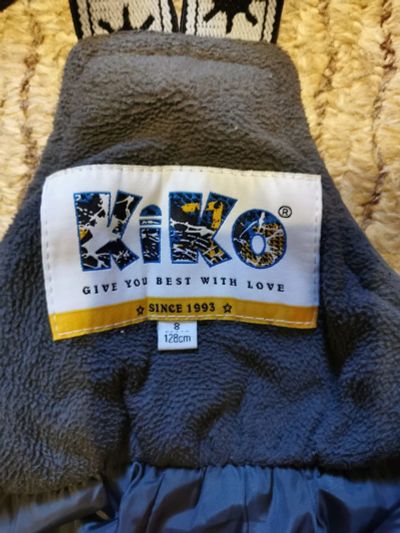 KiKo®
GIVE YOU BEST WITH LOVE
☆ SINCE 1993 ☆
8
128cm